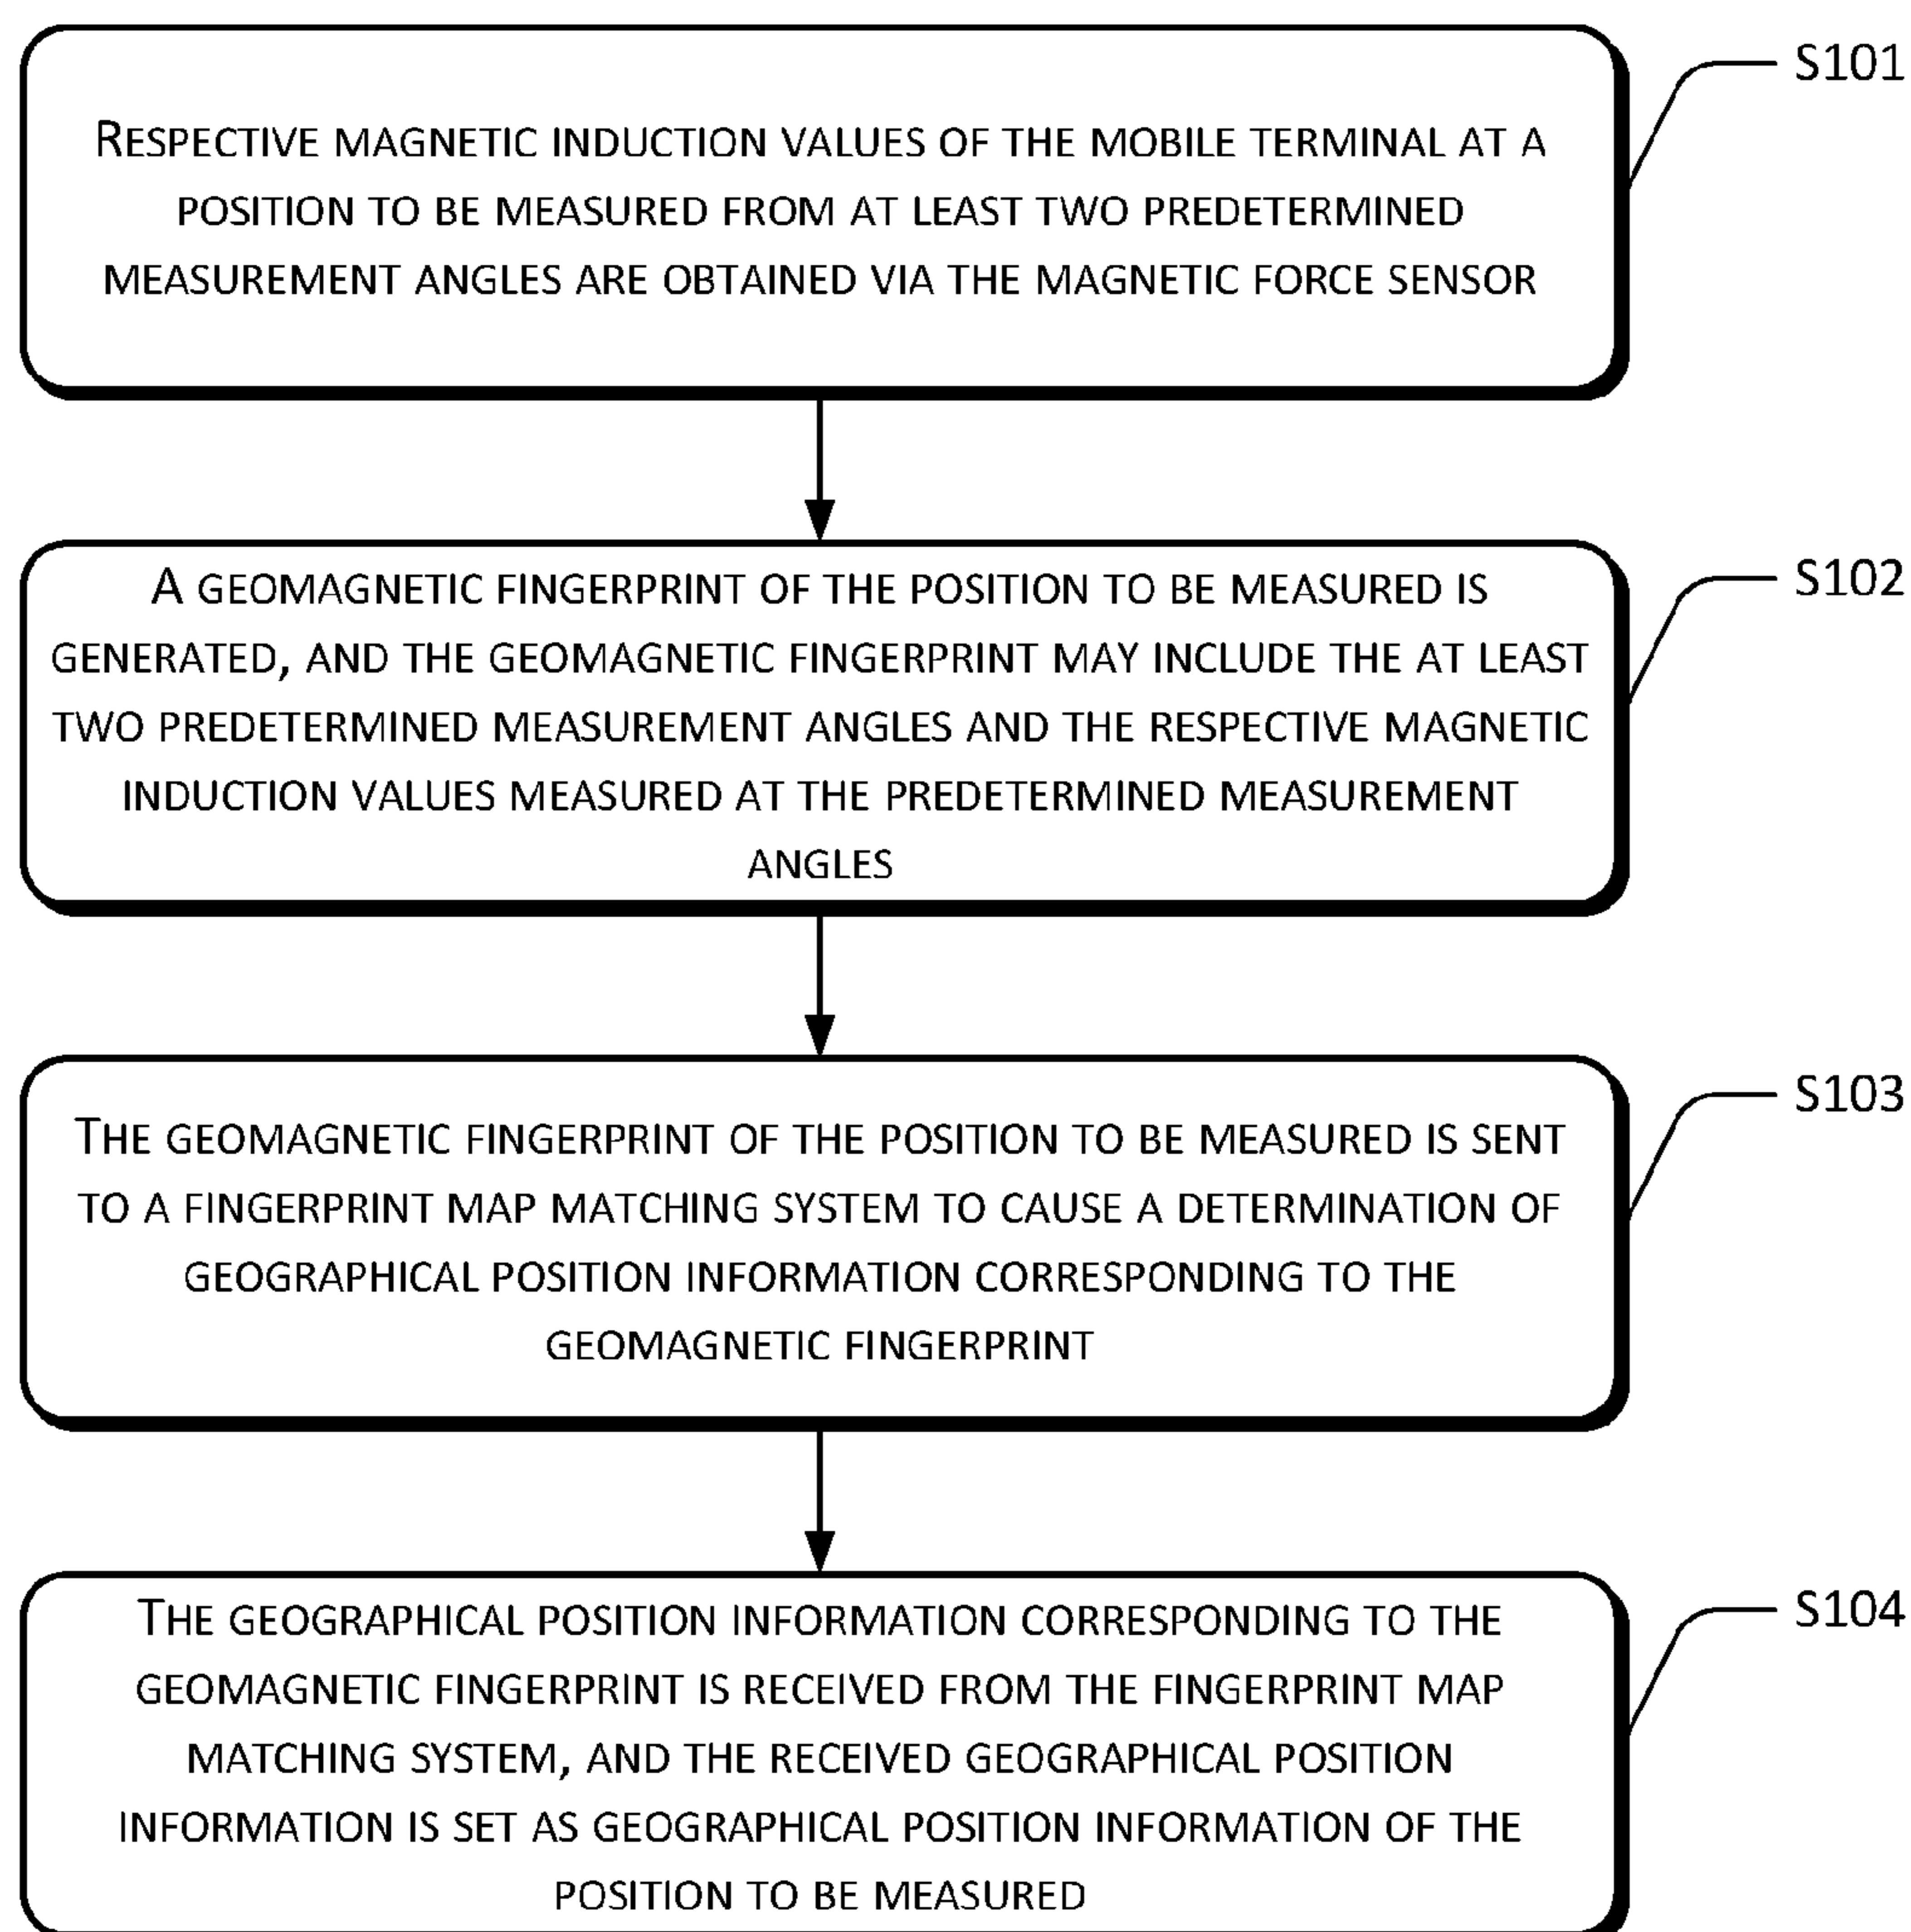 RESPECTIVE MAGNETIC INDUCTION VALUES OF THE MOBILE TERMINAL AT A
POSITION TO BE MEASURED FROM AT LEAST TWO PREDETERMINED
MEASUREMENT ANGLES ARE OBTAINED VIA THE MAGNETIC FORCE SENSOR
S101
A GEOMAGNETIC FINGERPRINT OF THE POSITION TO BE MEASURED IS
GENERATED, AND THE GEOMAGNETIC FINGERPRINT MAY INCLUDE THE AT LEAST
TWO PREDETERMINED MEASUREMENT ANGLES AND THE RESPECTIVE MAGNETIC
INDUCTION VALUES MEASURED AT THE PREDETERMINED MEASUREMENT
ANGLES
S102
THE GEOMAGNETIC FINGERPRINT OF THE POSITION TO BE MEASURED IS SENT
TO A FINGERPRINT MAP MATCHING SYSTEM TO CAUSE A DETERMINATION OF
GEOGRAPHICAL POSITION INFORMATION CORRESPONDING TO THE
GEOMAGNETIC FINGERPRINT
S103
THE GEOGRAPHICAL POSITION INFORMATION CORRESPONDING TO THE
GEOMAGNETIC FINGERPRINT IS RECEIVED FROM THE FINGERPRINT MAP
MATCHING SYSTEM, AND THE RECEIVED GEOGRAPHICAL POSITION
INFORMATION IS SET AS GEOGRAPHICAL POSITION INFORMATION OF THE
POSITION TO BE MEASURED
S104